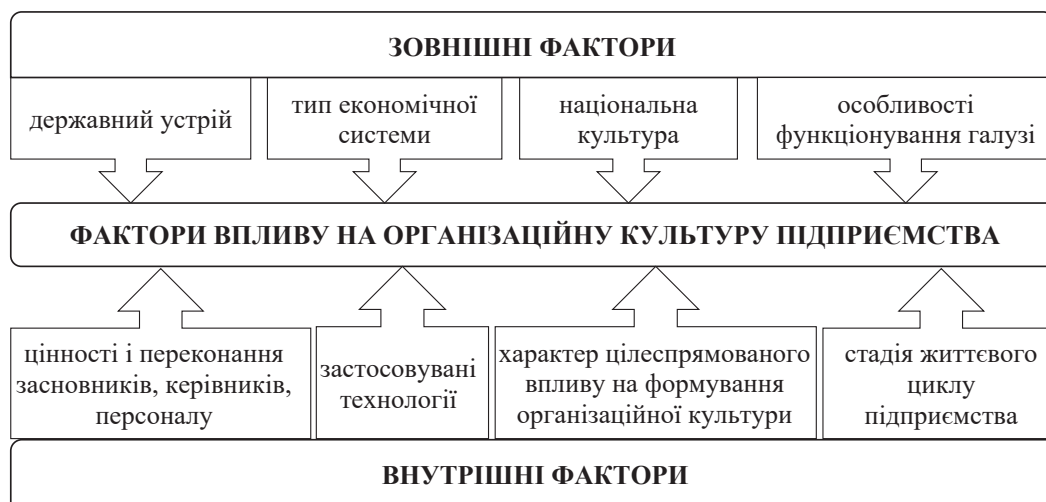 ЗОВНІШНІ ФАКТОРИ
державний устрій
тип економічної
системи
національна
культура
особливості
функціонування галузі
ФАКТОРИ ВПЛИВУ НА ОРГАНІЗАЦІЙНУ КУЛЬТУРУ ПІДПРИЄМСТВА
цінності і переконання
засновників, керівників,
персоналу
застосовувані
технології
характер цілеспрямованого
впливу на формування
організаційної культури
стадія життєвого
циклу
підприємства
ВНУТРІШНІ ФАКТОРИ